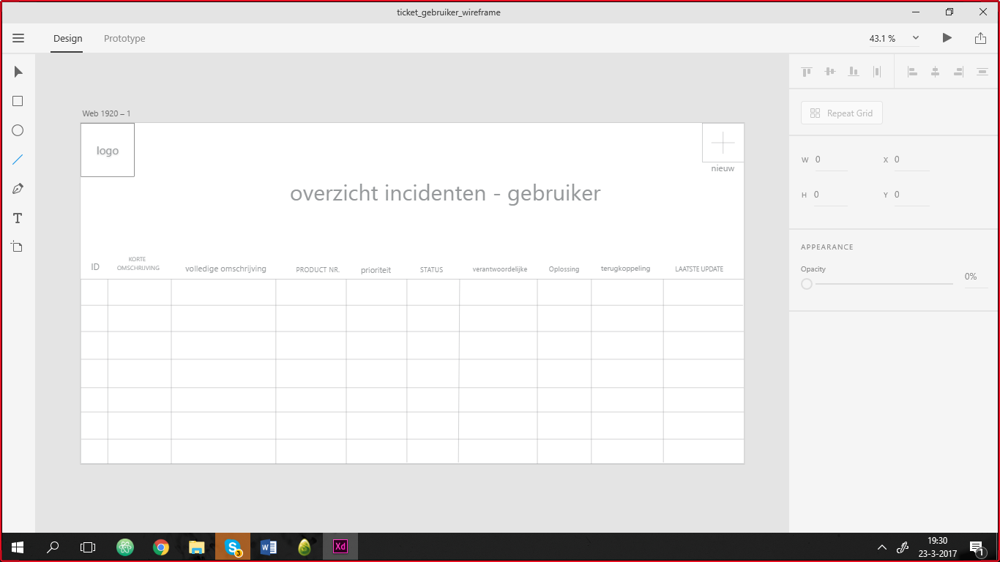 ticket_gebruiker_wireframe
Design Prototype 43.1 %
Web 1920 – 1
logo
nieuw
overzicht incidenten - gebruiker
ID KORTE OMSCHRIJVING volledige omschrijving PRODUCT NR. prioriteit STATUS verantwoordelijke Oplossing terugkoppeling LAATSTE UPDATE
Repeat Grid
W 0 X 0
H 0 Y 0
APPEARANCE
Opacity
0%
S 3 W Xd
19:30
23-3-2017
1